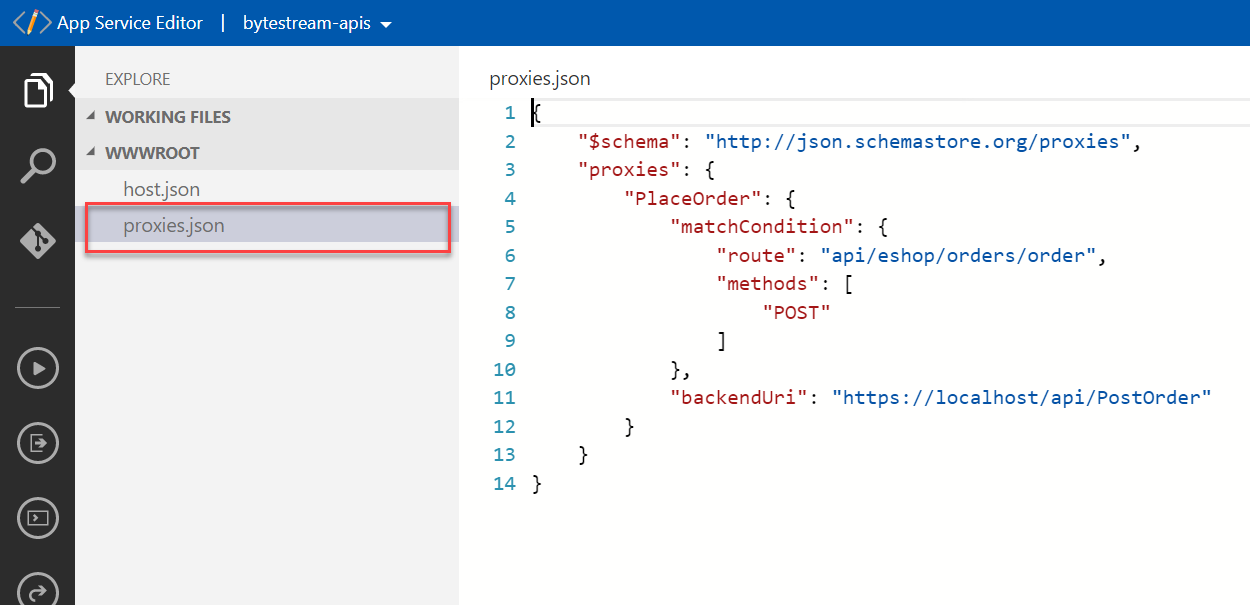 App Service Editor | bytestream-apis
EXPLORE
WORKING FILES
WWWROOT
host.json
proxies.json
proxies.json
1 {
2     "$schema": "http://json.schemastore.org/proxies",
3     "proxies": {
4         "PlaceOrder": {
5             "matchCondition": {
6                 "route": "api/eshop/orders/order",
7                 "methods": [
8                     "POST"
9                 ]
10             },
11             "backendUri": "https://localhost/api/PostOrder"
12         }
13     }
14 }